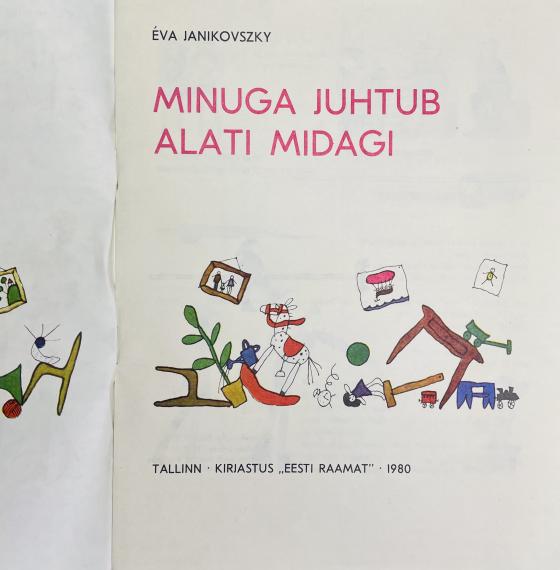 ÉVA JANIKOVSZKY
MINUGA JUHTUB
ALATI MIDAGI
TALLINN · KIRJASTUS „EESTI RAAMAT” · 1980